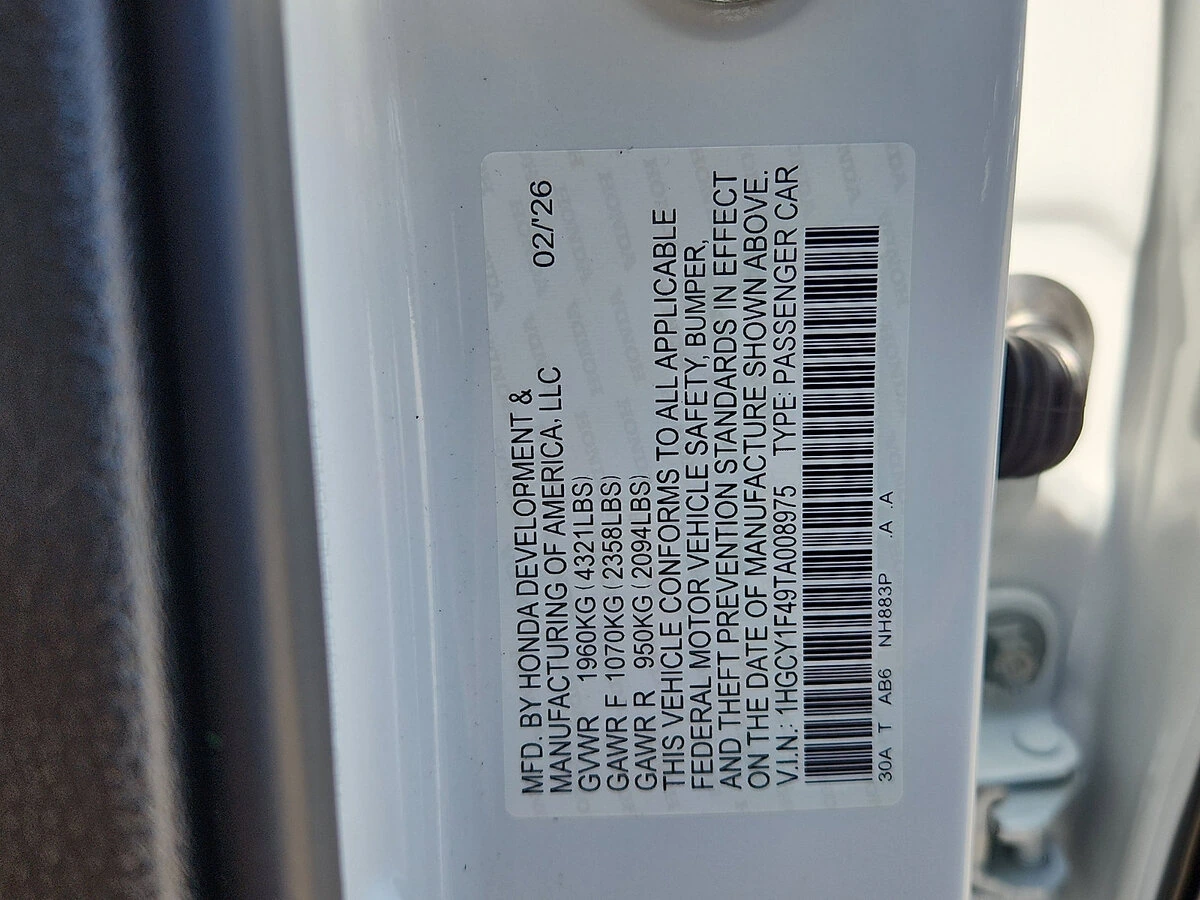 MFD. BY HONDA DEVELOPMENT &
MANUFACTURING OF AMERICA, LLC 02/'26
GVWR 1960KG ( 4321LBS)
GAWR F 1070KG ( 2358LBS)
GAWR R 950KG ( 2094LBS)
THIS VEHICLE CONFORMS TO ALL APPLICABLE
FEDERAL MOTOR VEHICLE SAFETY, BUMPER,
AND THEFT PREVENTION STANDARDS IN EFFECT
ON THE DATE OF MANUFACTURE SHOWN ABOVE.
V.I.N.: 1HGCY1F49TA008975 TYPE: PASSENGER CAR
30A T AB6 NH883P .A .A